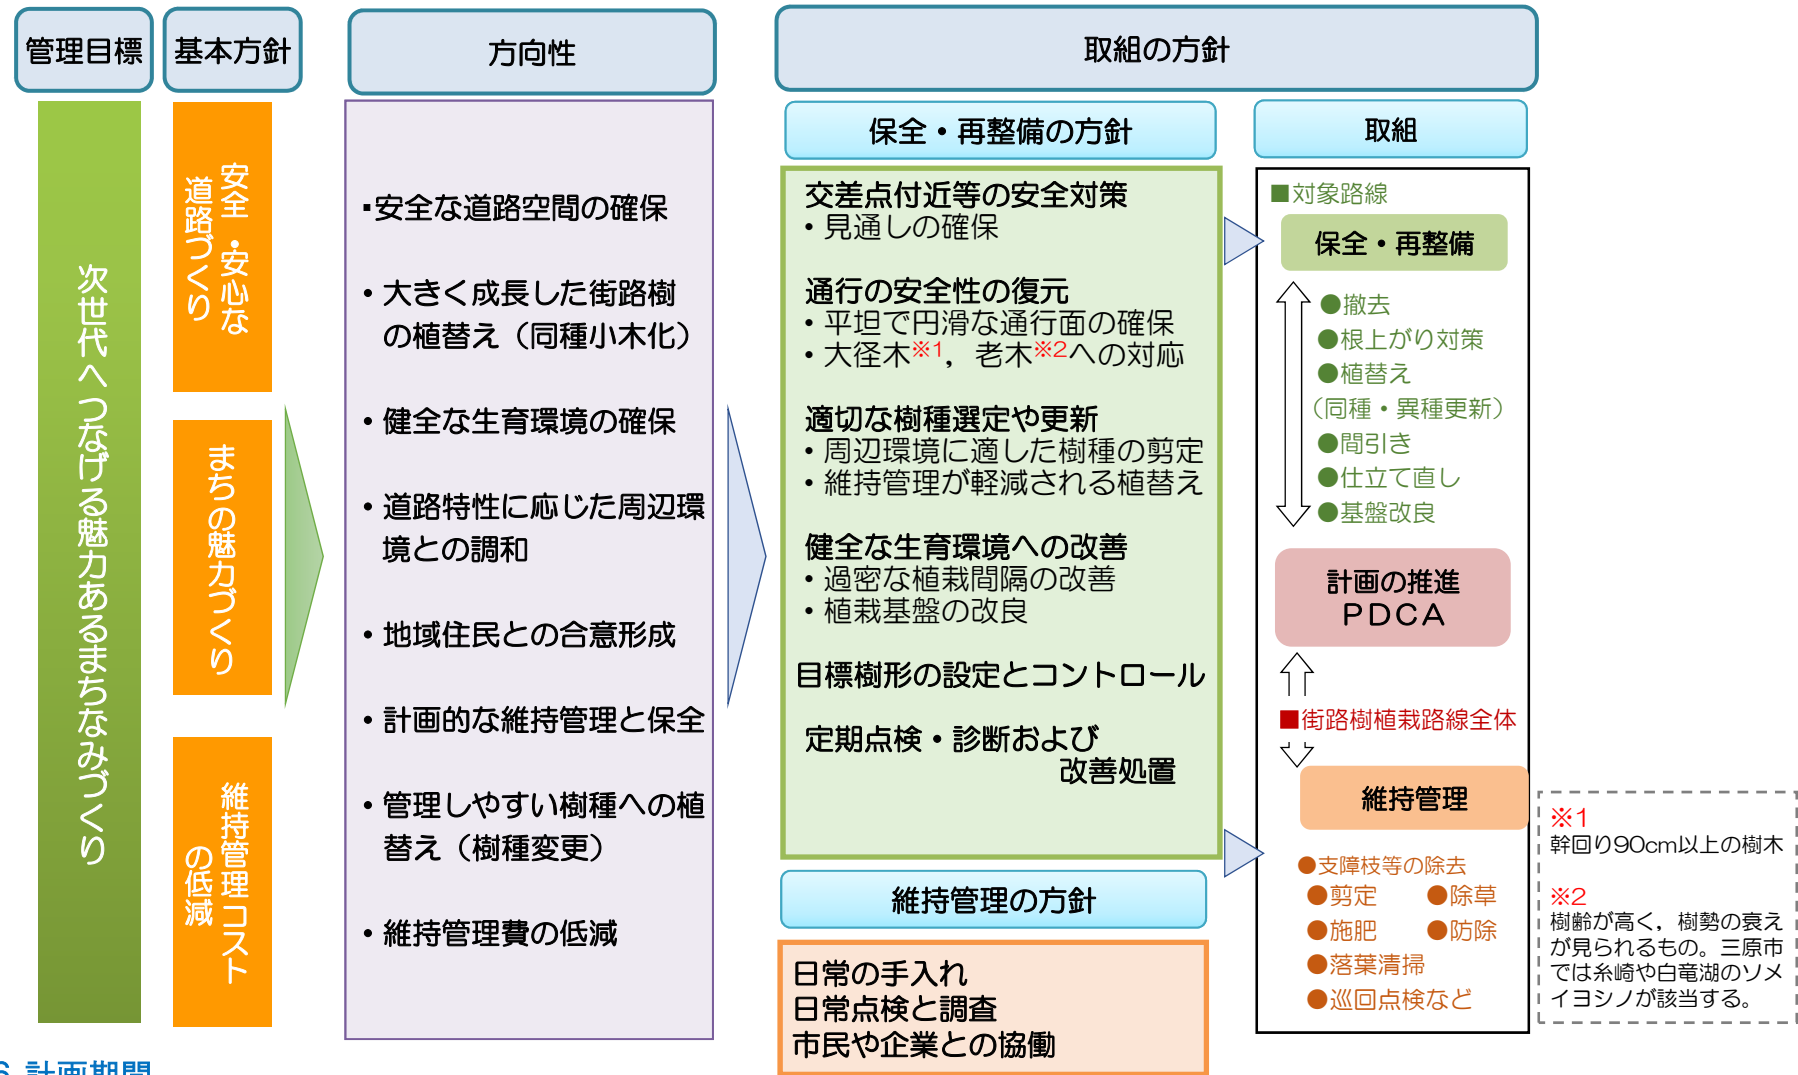 管理目標
基本方針
方向性
取組の方針
次世代へつなげる魅力あるまちなみづくり
安全・安心な
道路づくり
まちの魅力づくり
維持管理コスト
の低減
・安全な道路空間の確保
・大きく成長した街路樹
の植替え（同種小木化）
・健全な生育環境の確保
・道路特性に応じた周辺環
境との調和
・地域住民との合意形成
・計画的な維持管理と保全
・管理しやすい樹種への植
替え（樹種変更）
・維持管理費の低減
保全・再整備の方針
交差点付近等の安全対策
・見通しの確保
通行の安全性の復元
・平坦で円滑な通行面の確保
・大径木※1，老木※2への対応
適切な樹種選定や更新
・周辺環境に適した樹種の剪定
・維持管理が軽減される植替え
健全な生育環境への改善
・過密な植栽間隔の改善
・植栽基盤の改良
目標樹形の設定とコントロール
定期点検・診断および
改善処置
維持管理の方針
日常の手入れ
日常点検と調査
市民や企業との協働
取組
■対象路線
保全・再整備
●撤去
●根上がり対策
●植替え
（同種・異種更新）
●間引き
●仕立て直し
●基盤改良
計画の推進
PDCA
■街路樹植栽路線全体
維持管理
●支障枝等の除去
●剪定 ●除草
●施肥 ●防除
●落葉清掃
●巡回点検など
※1
幹回り90cm以上の樹木
※2
樹齢が高く，樹勢の衰え
が見られるもの。三原市
では糸崎や白竜湖のソメ
イヨシノが該当する。
6 計画期間